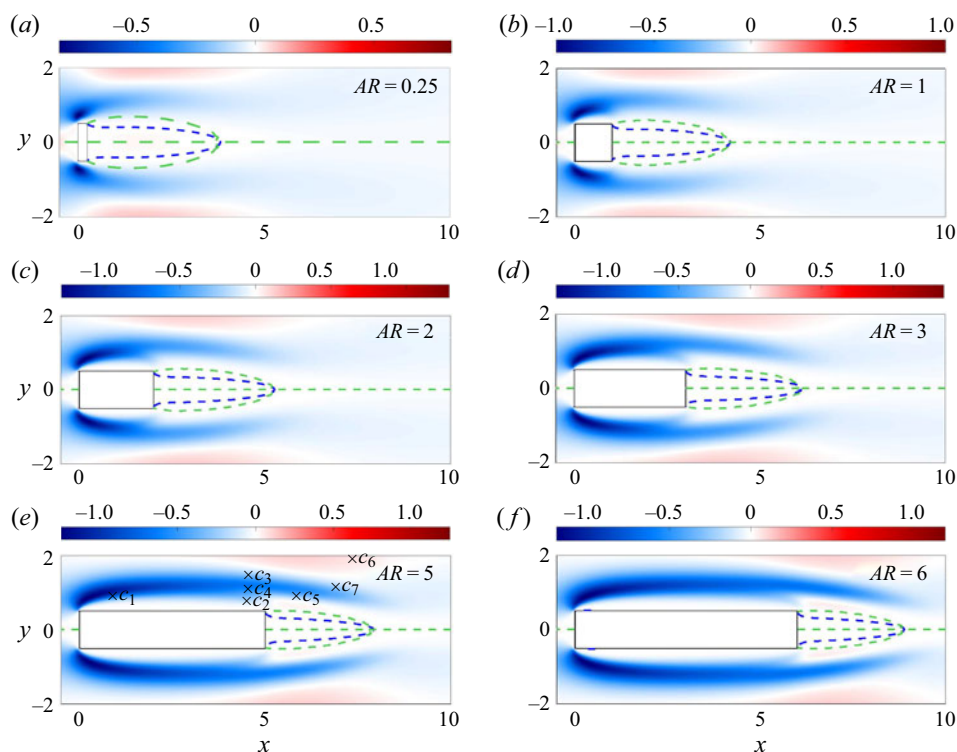 (a) (b)
−0.5 0 0.5 −1.0 −0.5 0 0.5 1.0
2 AR = 0.25 2 AR = 1
y 0 0
−2 −2
0 5 10 0 5 10
(c) (d)
−1.0 −0.5 0 0.5 1.0 −1.0 −0.5 0 0.5 1.0
2 AR = 2 2 AR = 3
y 0 0
−2 −2
0 5 10 0 5 10
(e) (f)
−1.0 −0.5 0 0.5 1.0 −1.0 −0.5 0 0.5 1.0
2 ×c6 AR = 5 2 AR = 6
×c3
×c4 ×c7
×c1 ×c2 ×c5
y 0 0
−2 −2
0 5 10 0 5 10
x x